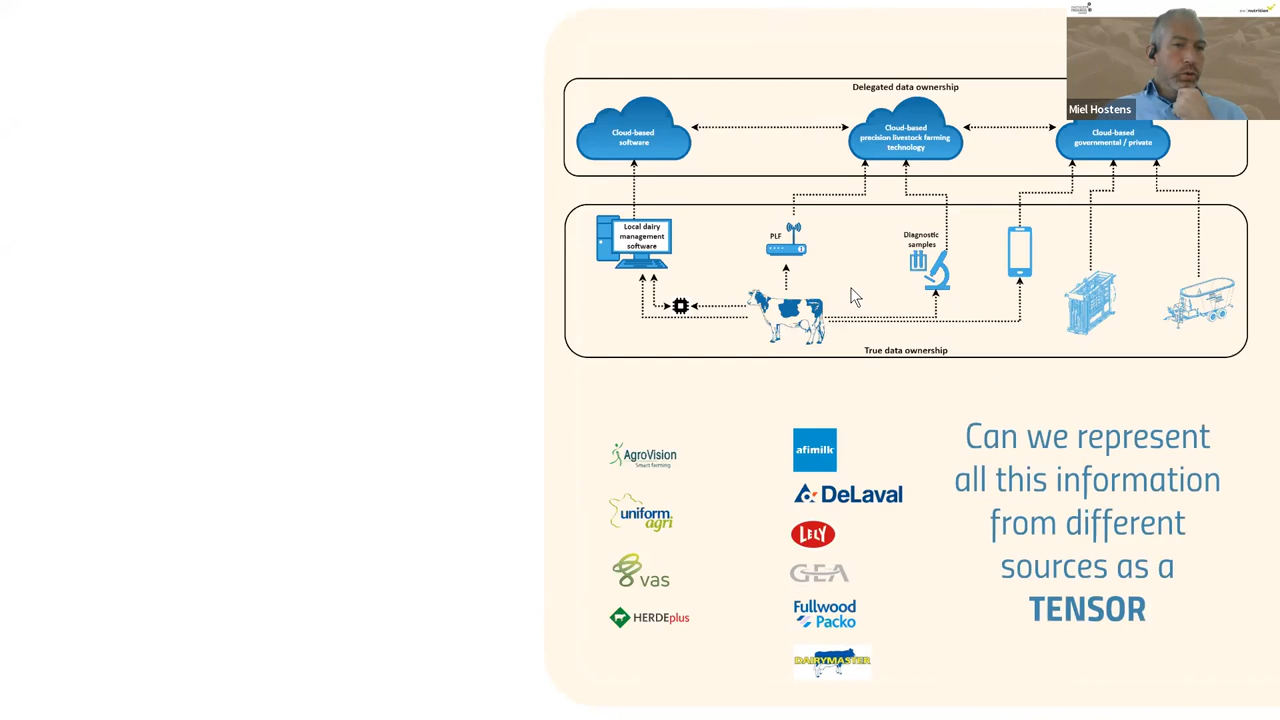 Delegated data ownership
Cloud-based
software
Cloud-based
precision livestock farming
technology
Cloud-based
governmental / private
Miel Hostens
nutrition
Local dairy
management
software
PLF
Diagnostic
samples
True data ownership
AgroVision
Smart farming
uniform
agri
vas
HERDEplus
afimilk
DeLaval
LELY
GEA
Fullwood
Packo
DAIRYMASTER
Can we represent
all this information
from different
sources as a
TENSOR